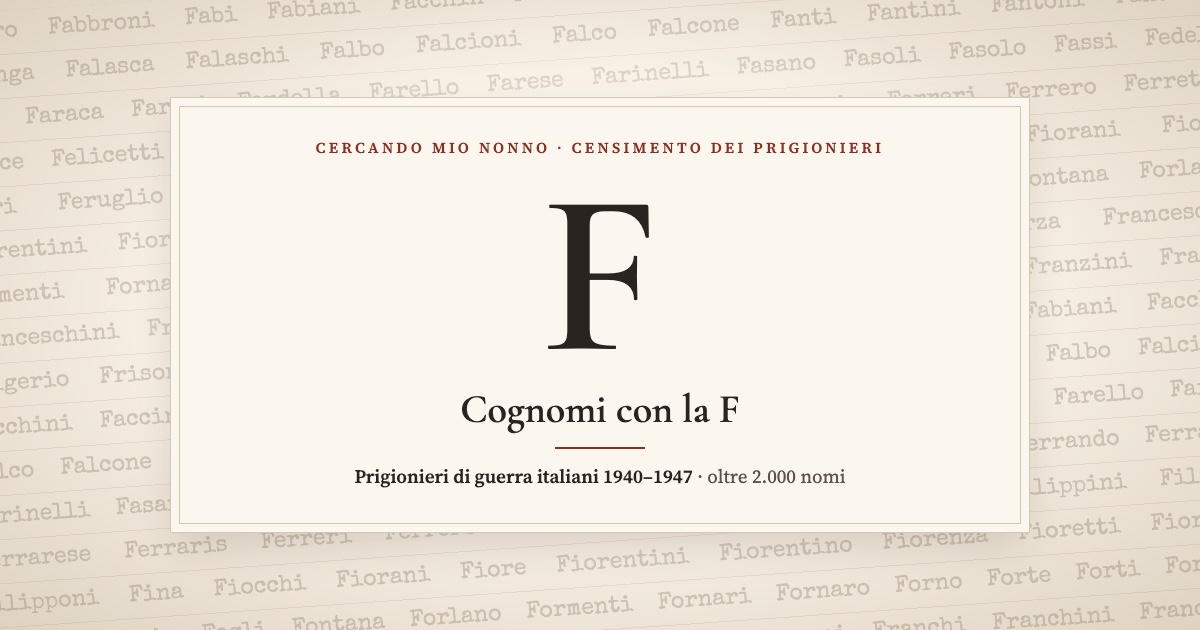 Fabbroni Fabi Fabiani
Falasca Falaschi Falbo Falcioni Falco Falcone Fanti Fantini Fantoni
Faraca Farello Farese Farinelli Fasano Fasoli Fasolo Fassi
Ferrero
CERCANDO MIO NONNO · CENSIMENTO DEI PRIGIONIERI
Felicetti Fiorani
Feruglio
F
Franzini
Fabiani
Falbo
Farello
Cognomi con la F
Falcone
Prigionieri di guerra italiani 1940–1947 · oltre 2.000 nomi
Ferraris Ferreri Fiorentini Fiorentino Fiorenza Fioretti
Fina Fiocchi Fiorani Fiore Fornaro Forno Forte Forti
Fontana Forlano Formenti Fornari Franchi Franchini